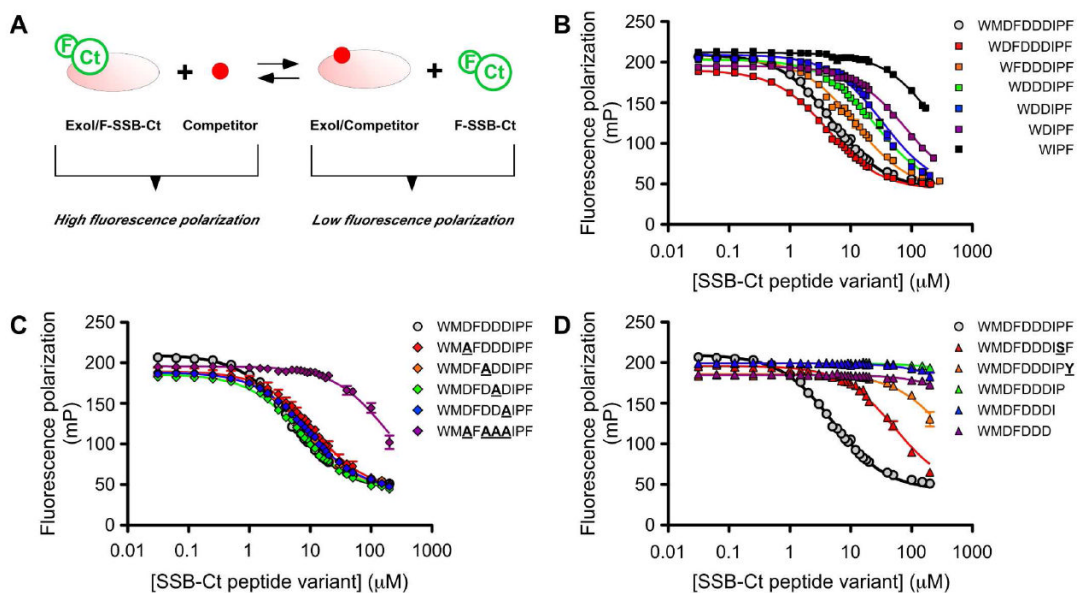 A
F
Ct
+
F
Ct
+
ExoI/F-SSB-Ct
Competitor
ExoI/Competitor
F-SSB-Ct
High fluorescence polarization
Low fluorescence polarization
B
Fluorescence polarization
(mP)
250
200
150
100
50
0
0.01
0.1
1
10
100
1000
[SSB-Ct peptide variant] (μM)
WMDFDDDIPF
WDFDDDIPF
WFDDDIPF
WDDDIPF
WDDIPF
WDIPF
WIPF
C
Fluorescence polarization
(mP)
250
200
150
100
50
0
0.01
0.1
1
10
100
1000
[SSB-Ct peptide variant] (μM)
WMDFDDDIPF
WMAFDDDIPF
WMDFADDIPF
WMDFDADIPF
WMDFDDAIPF
WMAFAAAIPF
D
Fluorescence polarization
(mP)
250
200
150
100
50
0
0.01
0.1
1
10
100
1000
[SSB-Ct peptide variant] (μM)
WMDFDDDIPF
WMDFDDDISF
WMDFDDDIPY
WMDFDDDIP
WMDFDDDI
WMDFDDD